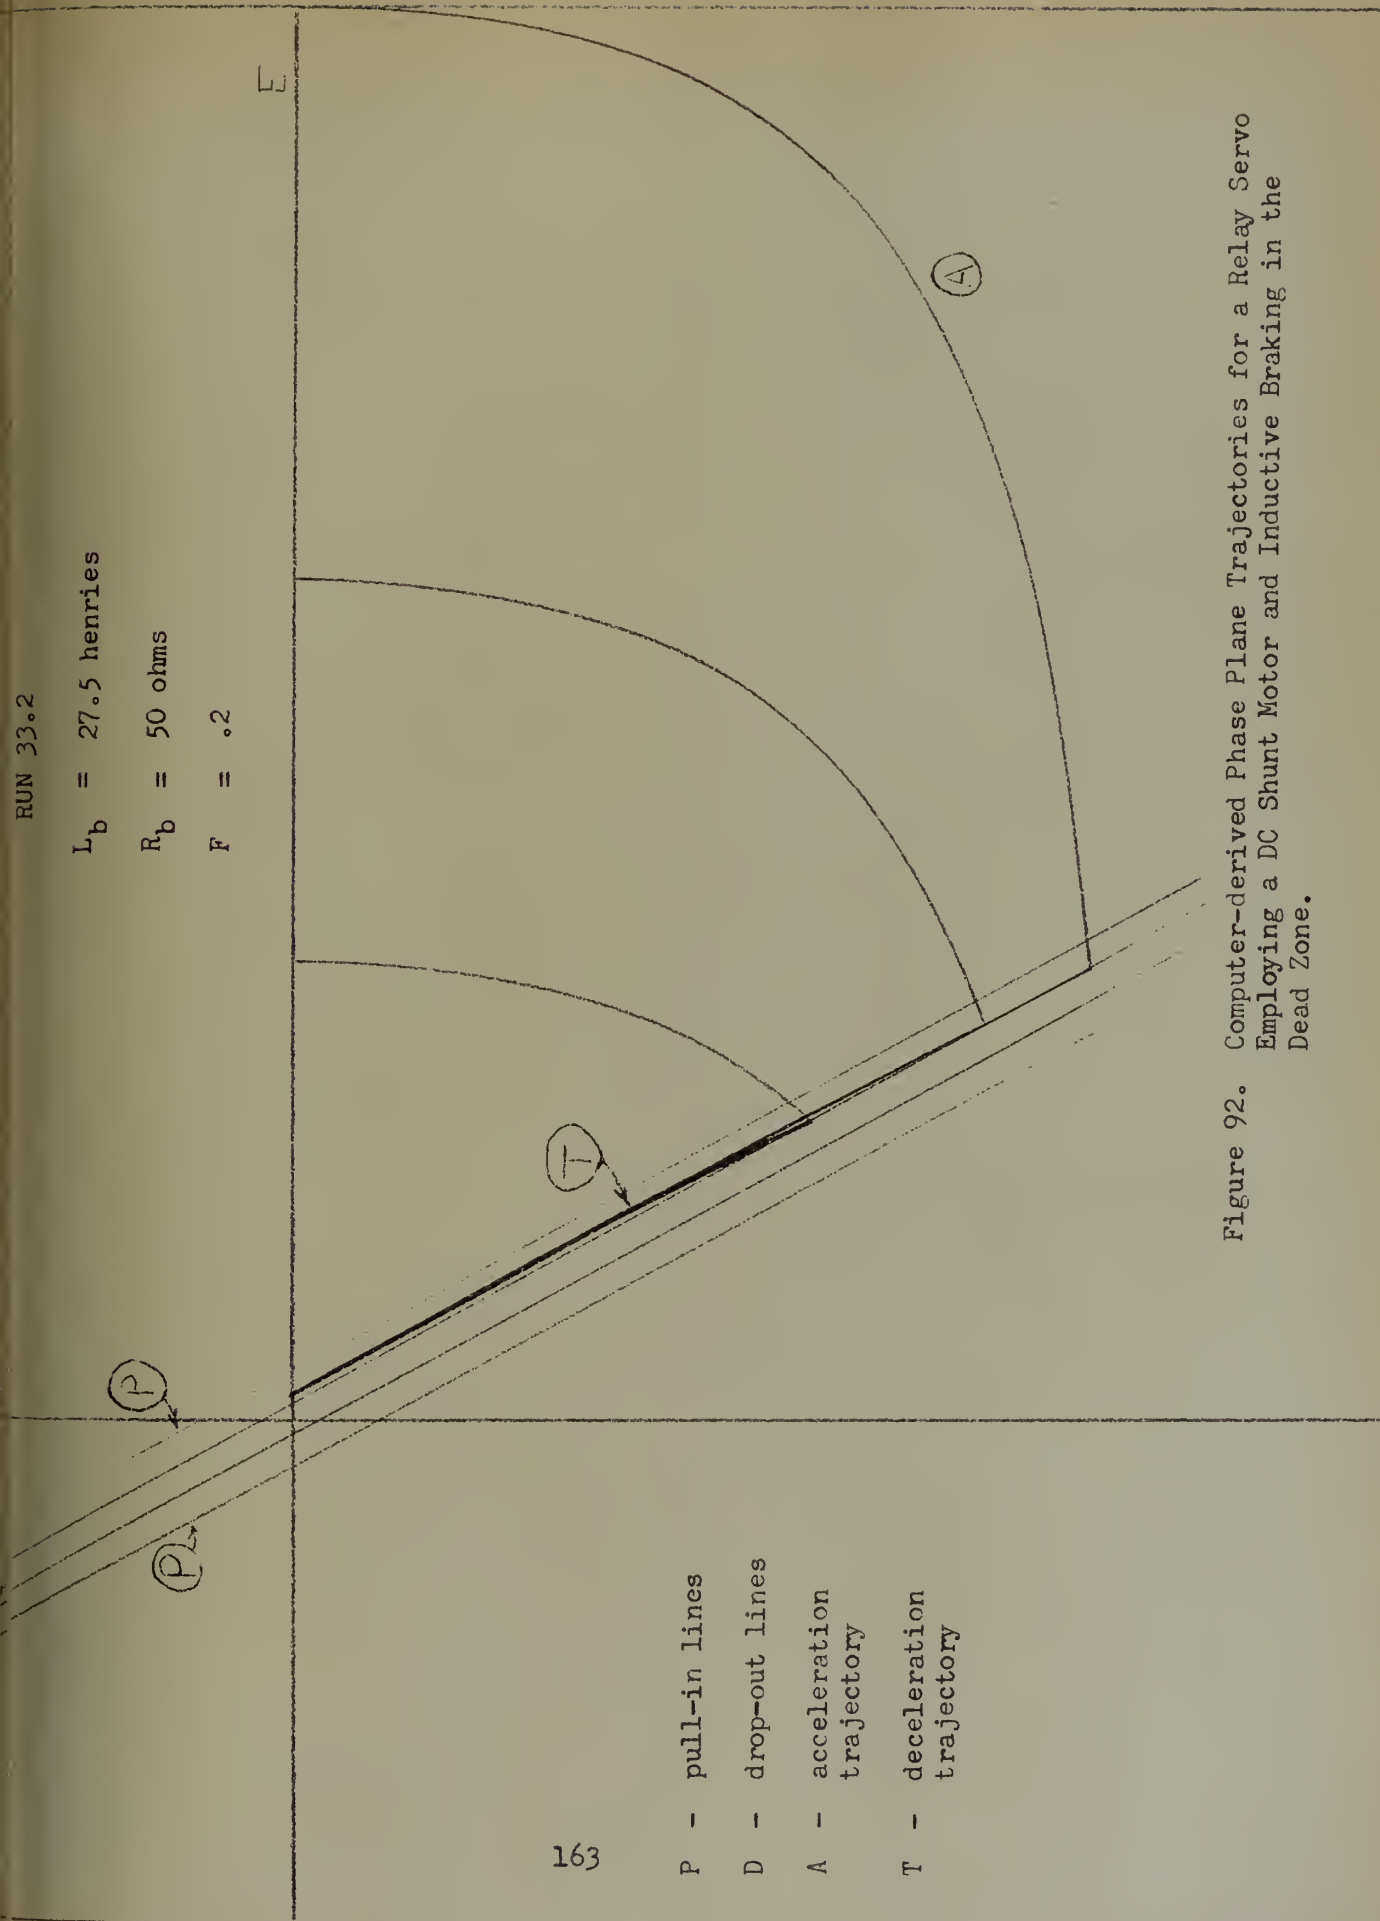 RUN 33.2
L_b = 27.5 henries
R_b = 50 ohms
F = .2
E
P
P
T
A
P - pull-in lines
D - drop-out lines
A - acceleration
trajectory
T - deceleration
trajectory
Figure 92. Computer-derived Phase Plane Trajectories for a Relay Servo
Employing a DC Shunt Motor and Inductive Braking in the
Dead Zone.
163